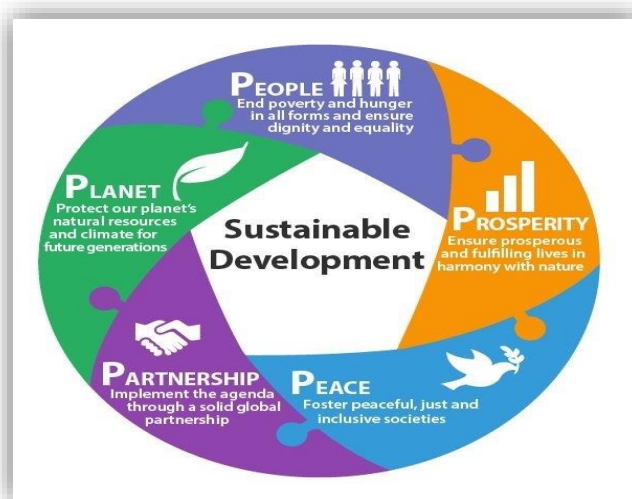 PEOPLE
End poverty and hunger
in all forms and ensure
dignity and equality
PROSPERITY
Ensure prosperous
and fulfilling lives in
harmony with nature
PEACE
Foster peaceful, just and
inclusive societies
PARTNERSHIP
Implement the agenda
through a solid global
partnership
PLANET
Protect our planet's
natural resources
and climate for
future generations
Sustainable
Development